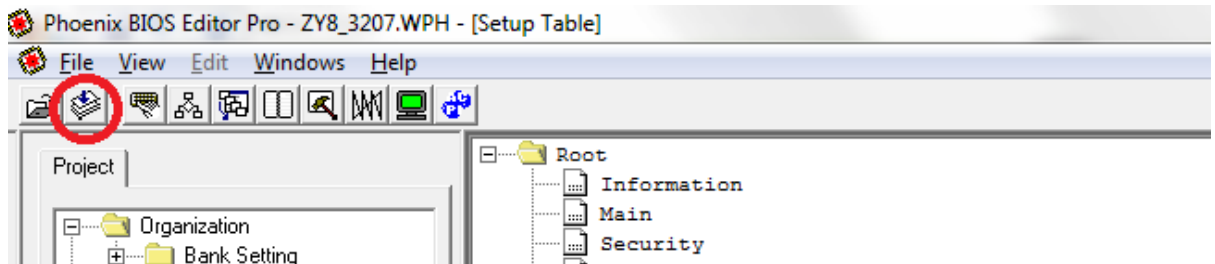 Phoenix BIOS Editor Pro - ZY8_3207.WPH - [Setup Table]
File View Edit Windows Help
Project
Organization
Bank Setting
Root
Information
Main
Security